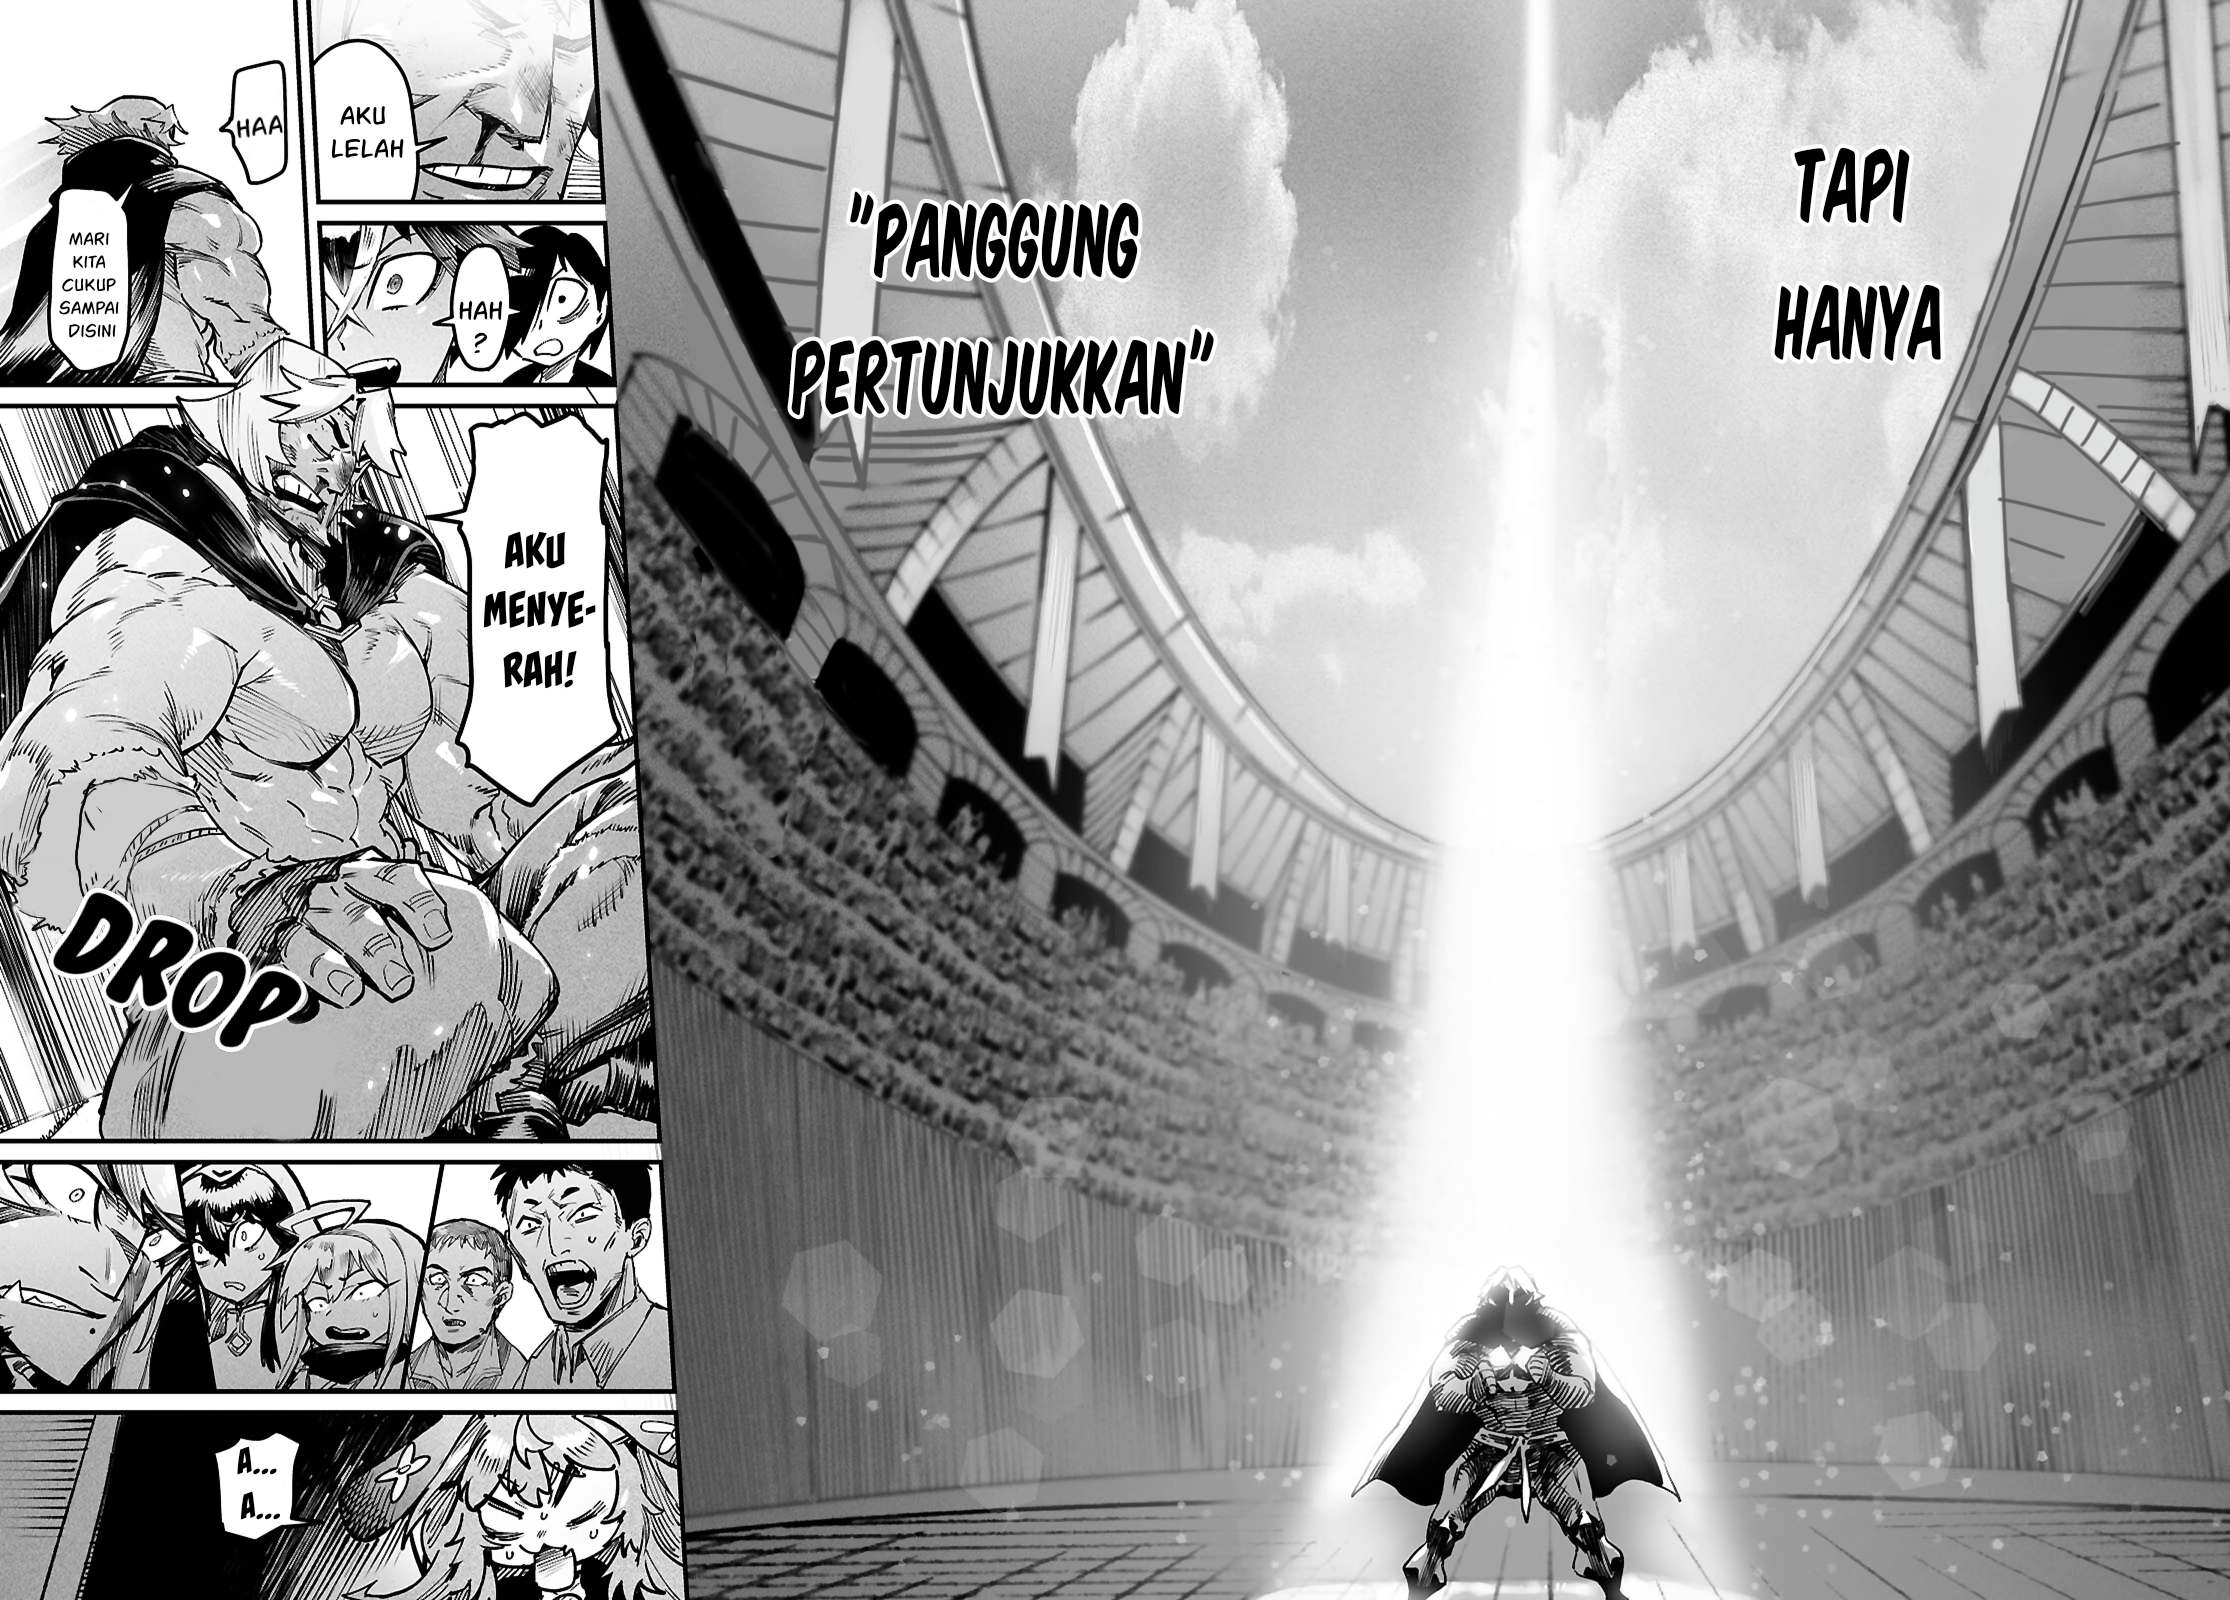 TAPI
HANYA
"PANGGUNG
PERTUNJUKKAN"
AKU
LELAH
HAH
?
HAA
MARI
KITA
CUKUP
SAMPAI
DISINI
AKU
MENYE-
RAH!
DROP
A...
A...